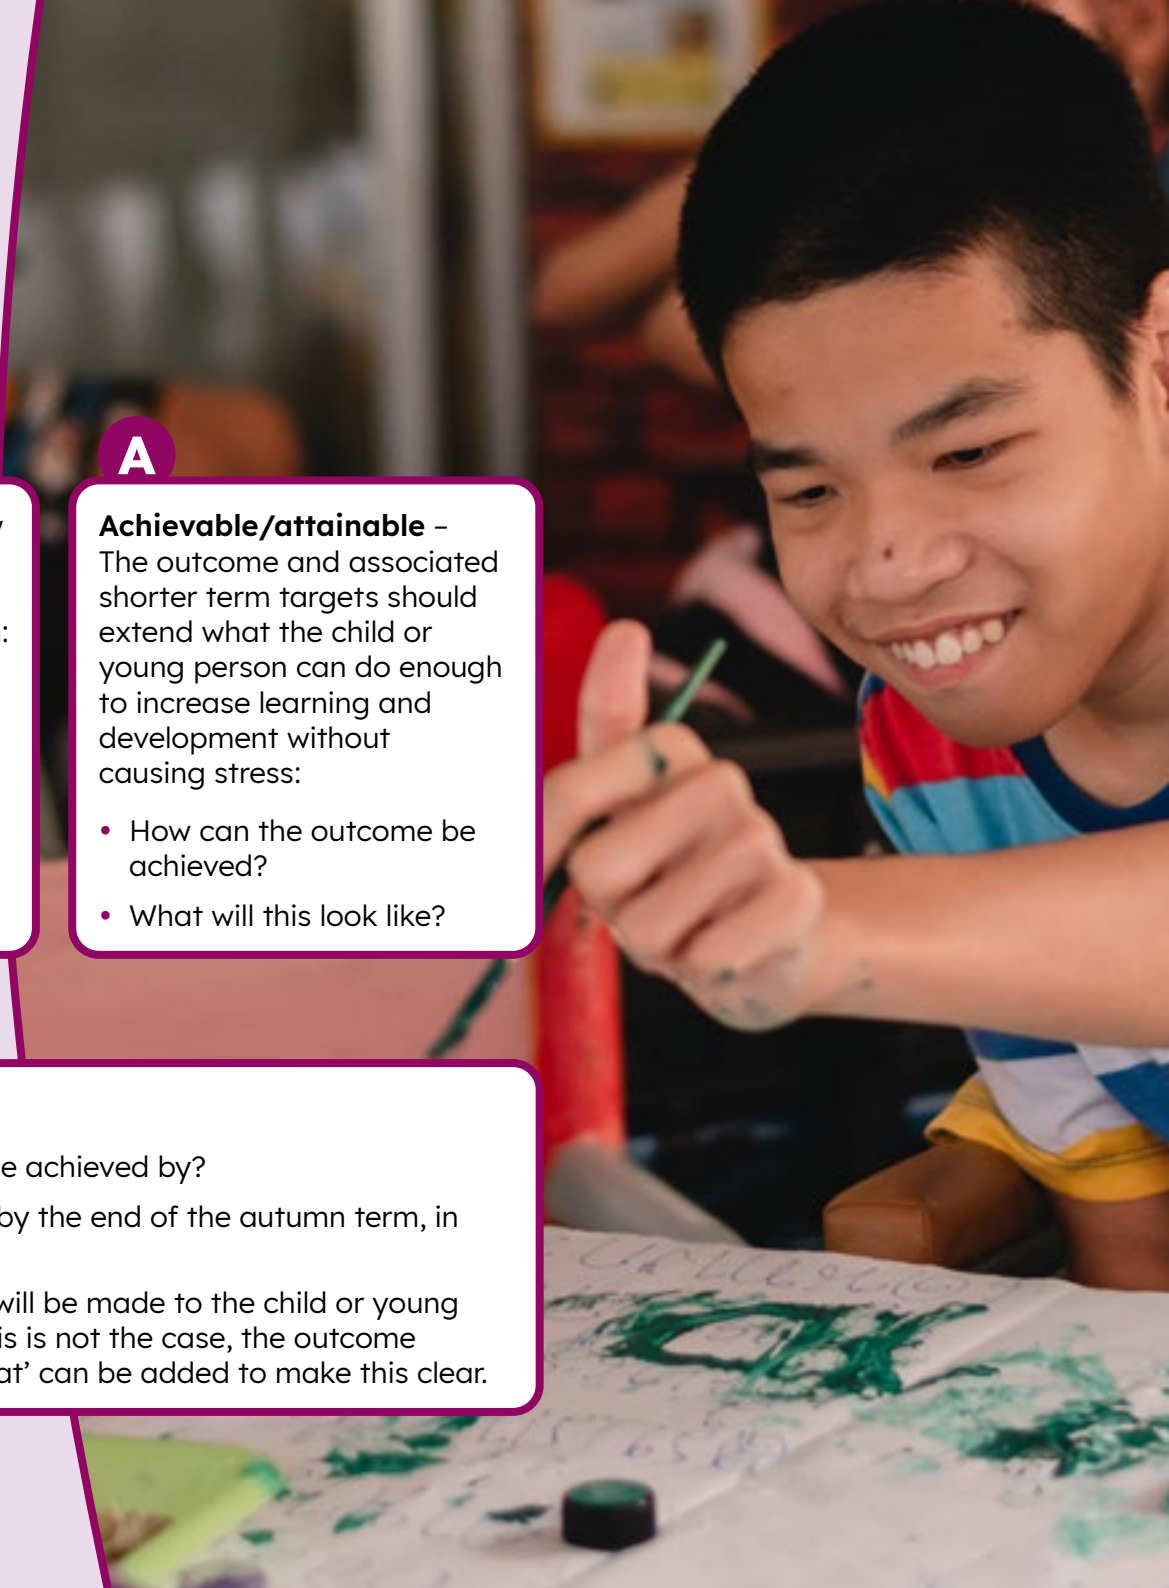 A
Achievable/attainable –
The outcome and associated
shorter term targets should
extend what the child or
young person can do enough
to increase learning and
development without
causing stress:
• How can the outcome be
achieved?
• What will this look like?
e achieved by?
by the end of the autumn term, in
will be made to the child or young
is is not the case, the outcome
at’ can be added to make this clear.